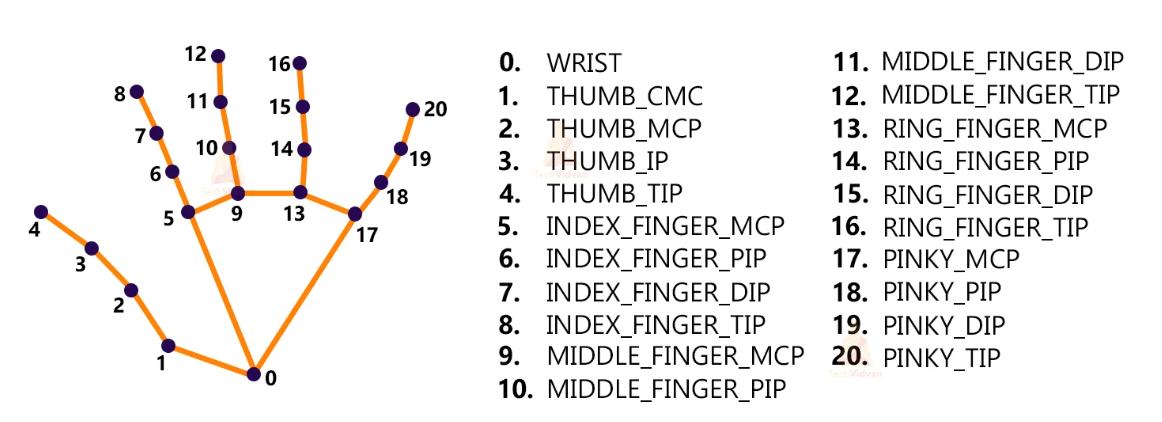 12
16
8
11
15
20
7
10
14
19
6
18
5
9
13
17
4
3
2
1
0
0. WRIST
1. THUMB_CMC
2. THUMB_MCP
3. THUMB_IP
4. THUMB_TIP
5. INDEX_FINGER_MCP
6. INDEX_FINGER_PIP
7. INDEX_FINGER_DIP
8. INDEX_FINGER_TIP
9. MIDDLE_FINGER_MCP
10. MIDDLE_FINGER_PIP
11. MIDDLE_FINGER_DIP
12. MIDDLE_FINGER_TIP
13. RING_FINGER_MCP
14. RING_FINGER_PIP
15. RING_FINGER_DIP
16. RING_FINGER_TIP
17. PINKY_MCP
18. PINKY_PIP
19. PINKY_DIP
20. PINKY_TIP
TechVidvan
TechVidvan
TechVidvan